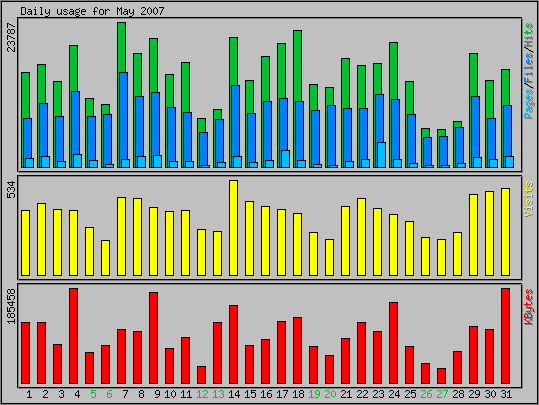 Daily usage for May 2007
23787
Pages/Files/Hits
534
Visits
185458
KBytes
1 2 3 4 5 6 7 8 9 10 11 12 13 14 15 16 17 18 19 20 21 22 23 24 25 26 27 28 29 30 31